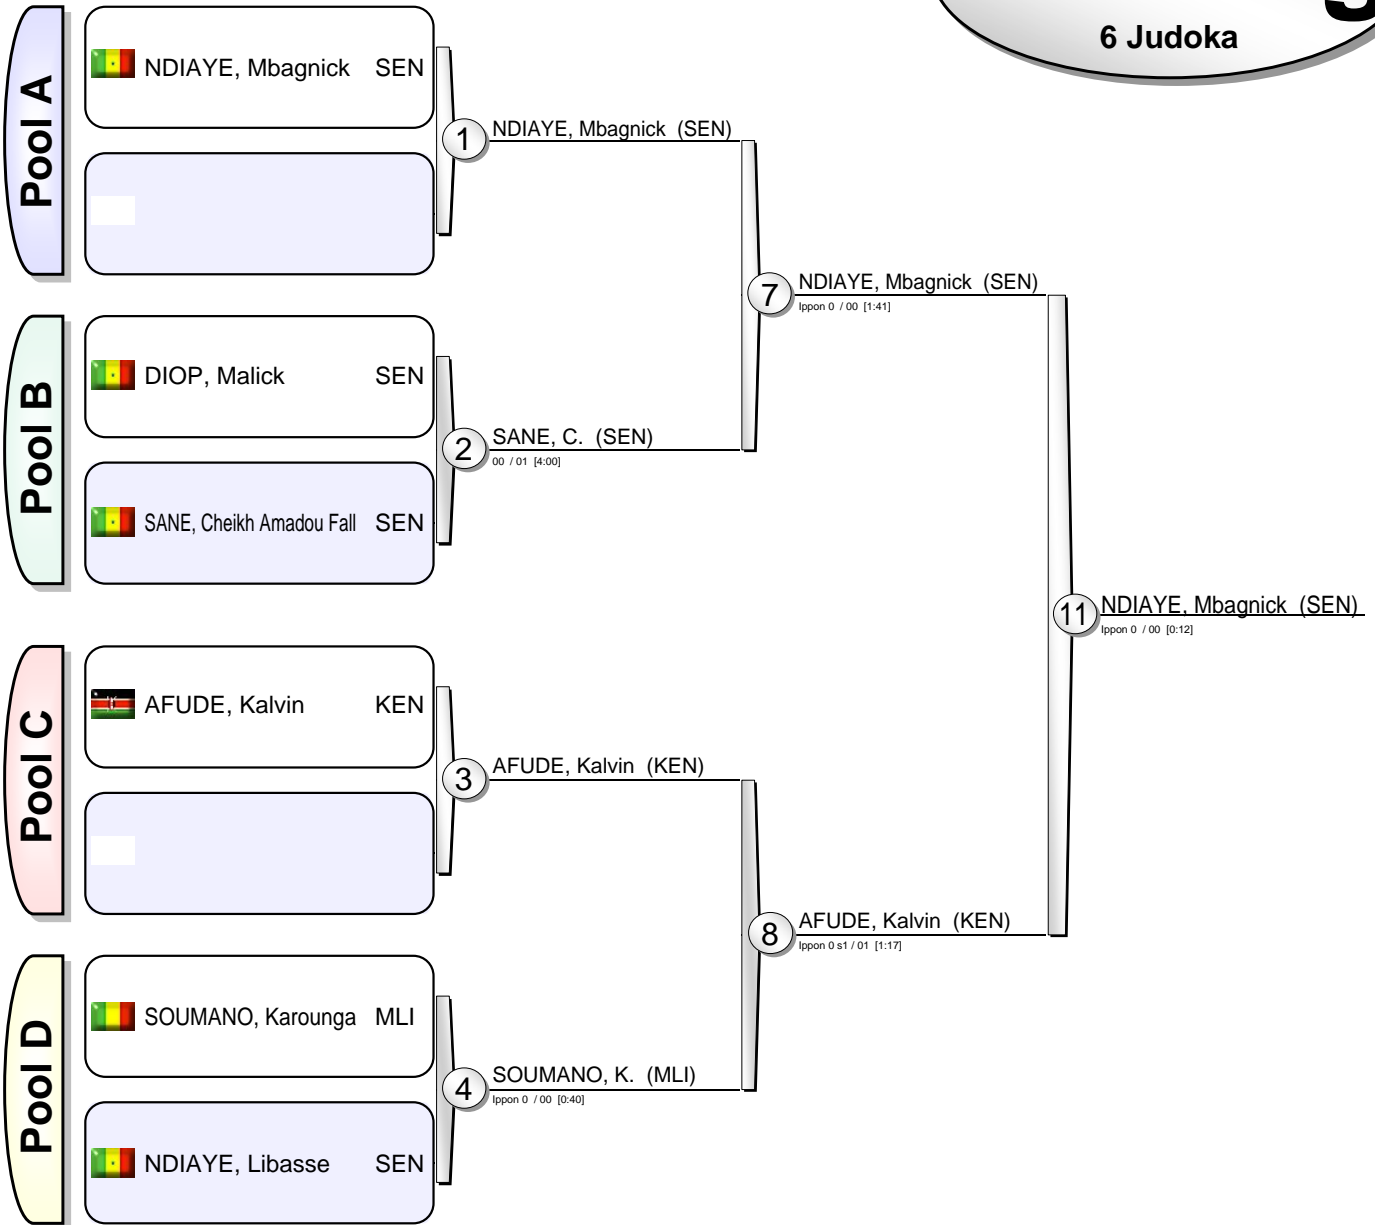 6 Judoka
Pool A
NDIAYE, Mbagnick SEN
1 NDIAYE, Mbagnick (SEN)
7 NDIAYE, Mbagnick (SEN)
Ippon 0 / 00 [1:41]
Pool B
DIOP, Malick SEN
2 SANE, C. (SEN)
00 / 01 [4:00]
SANE, Cheikh Amadou Fall SEN
11 NDIAYE, Mbagnick (SEN)
Ippon 0 / 00 [0:12]
Pool C
AFUDE, Kalvin KEN
3 AFUDE, Kalvin (KEN)
8 AFUDE, Kalvin (KEN)
Ippon 0 s1 / 01 [1:17]
Pool D
SOUMANO, Karounga MLI
4 SOUMANO, K. (MLI)
Ippon 0 / 00 [0:40]
NDIAYE, Libasse SEN